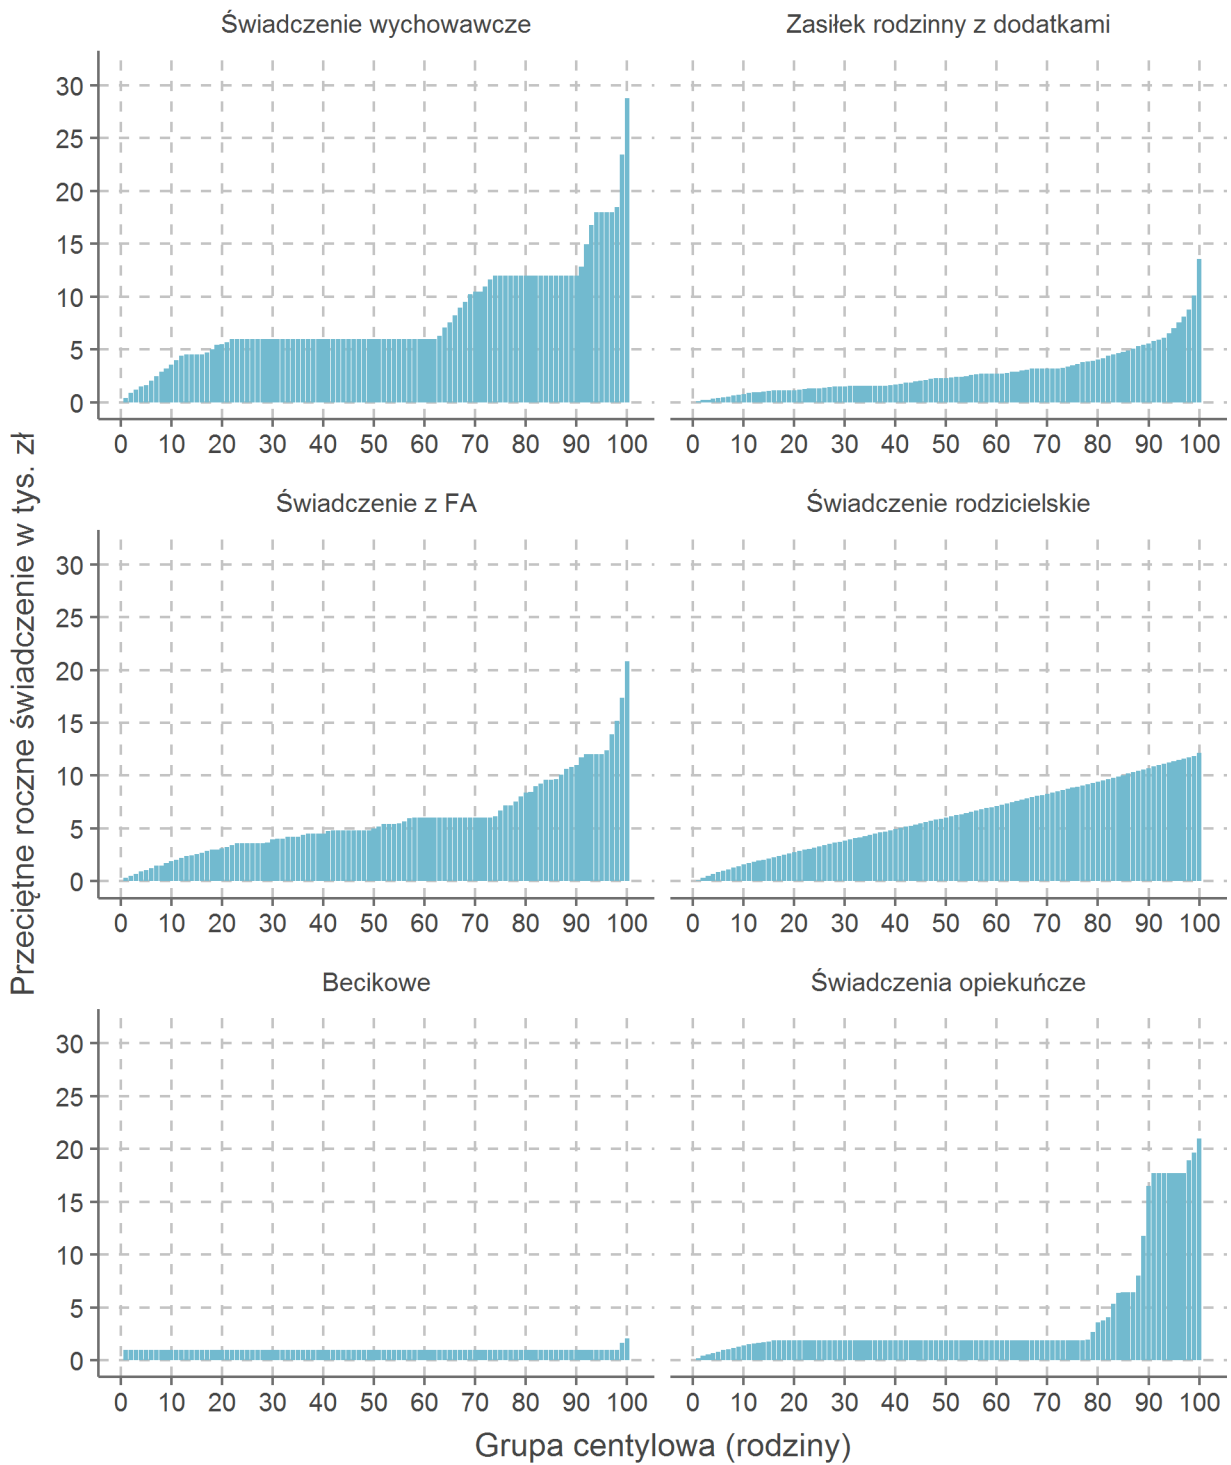 Świadczenie wychowawcze
Zasiłek rodzinny z dodatkami
30
25
20
15
10
5
0
0 10 20 30 40 50 60 70 80 90 100
0 10 20 30 40 50 60 70 80 90 100
Świadczenie z FA
Świadczenie rodzicielskie
30
25
20
15
10
5
0
0 10 20 30 40 50 60 70 80 90 100
0 10 20 30 40 50 60 70 80 90 100
Becikowe
Świadczenia opiekuńcze
30
25
20
15
10
5
0
0 10 20 30 40 50 60 70 80 90 100
0 10 20 30 40 50 60 70 80 90 100
Przeciętne roczne świadczenie w tys. zł
Grupa centylowa (rodziny)